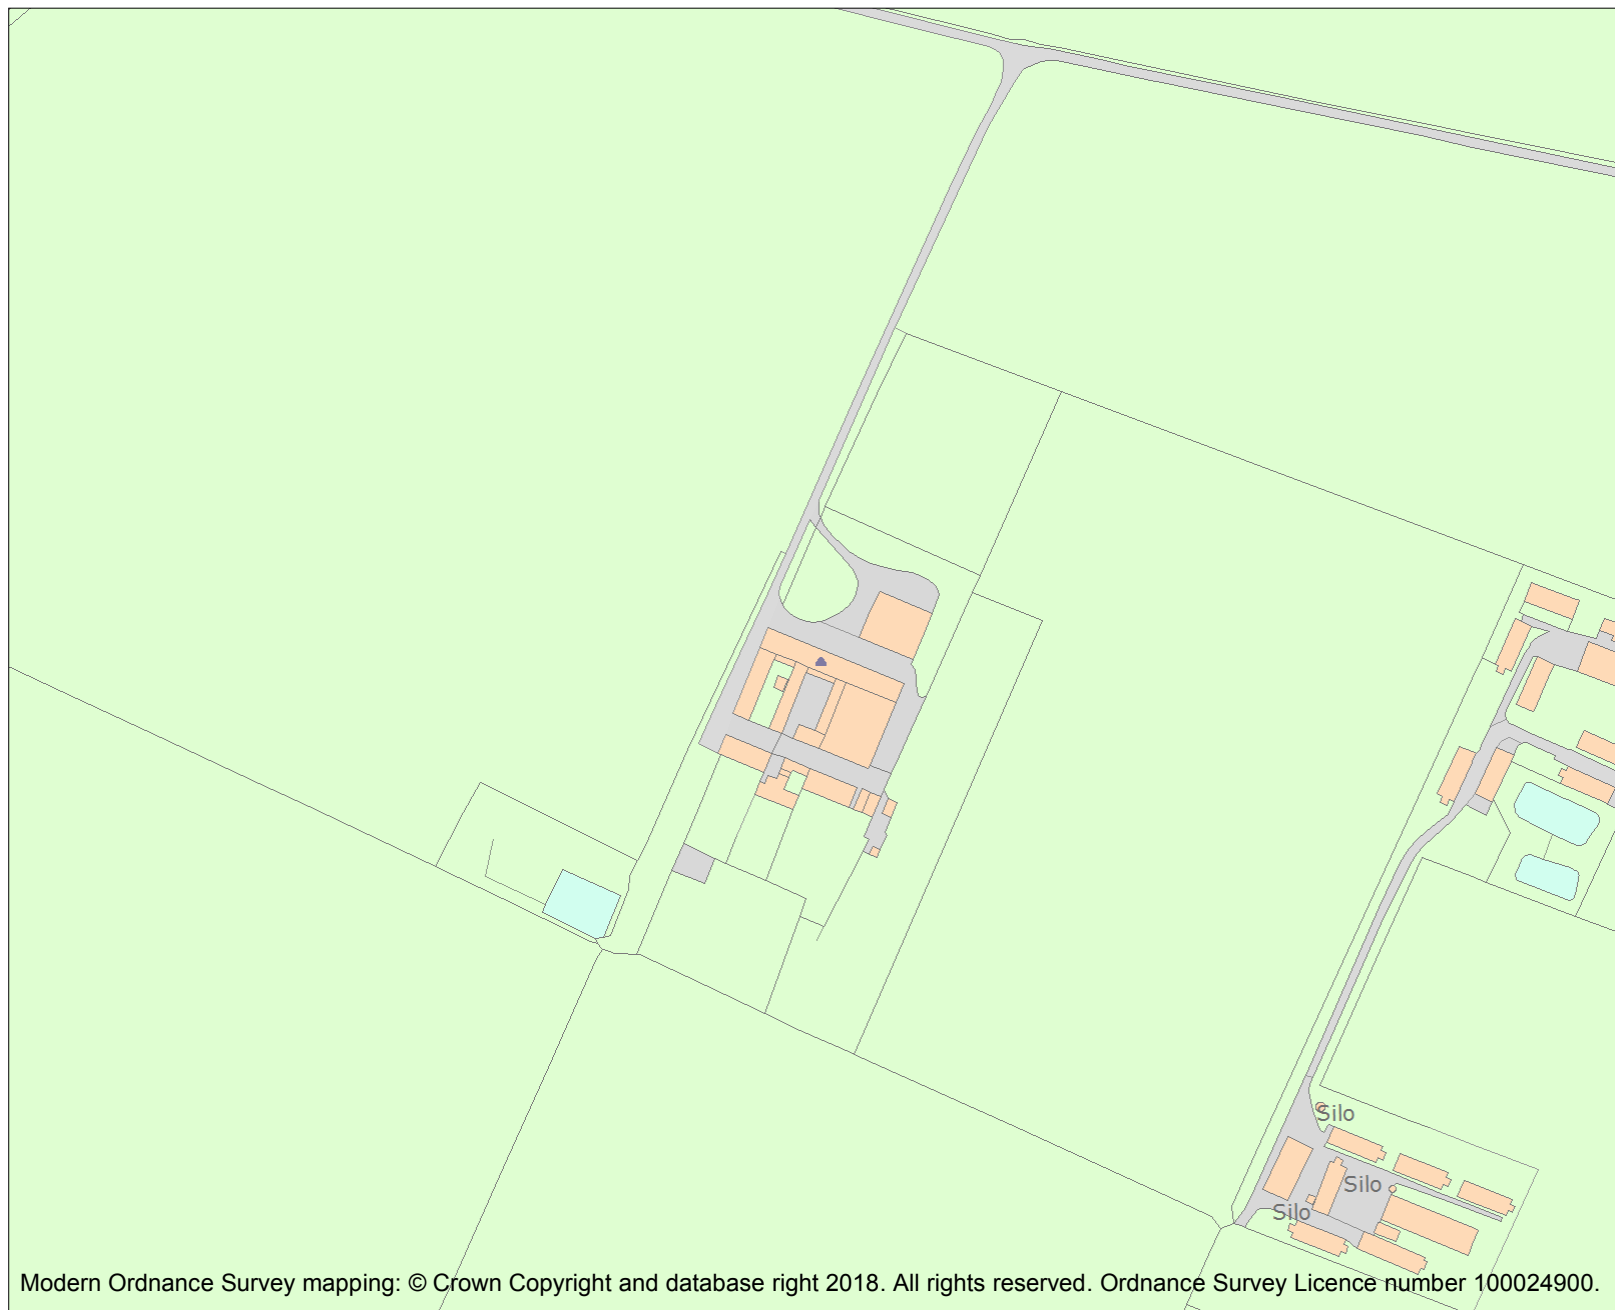 Silo
Silo
Silo
Modern Ordnance Survey mapping: © Crown Copyright and database right 2018. All rights reserved. Ordnance Survey Licence number 100024900.